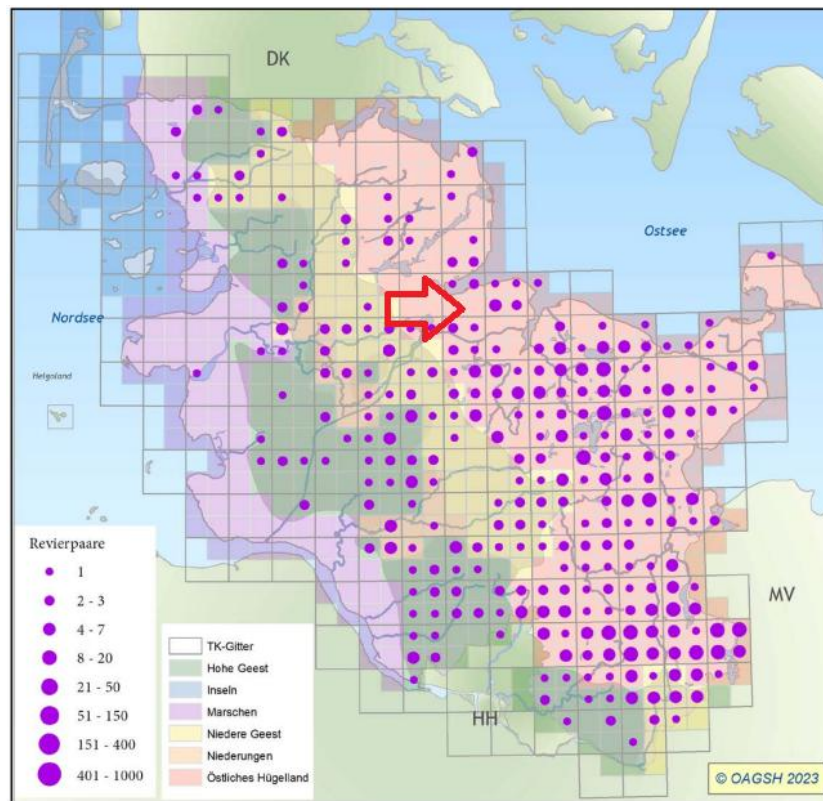 DK
Ostsee
Nordsee
Helgoland
MV
HH
Revierpaare
1
2 - 3
4 - 7
8 - 20
21 - 50
51 - 150
151 - 400
401 - 1000
TK-Gitter
Hohe Geest
Inseln
Marschen
Niedere Geest
Niederungen
Östliches Hügelland
© OAGSH 2023